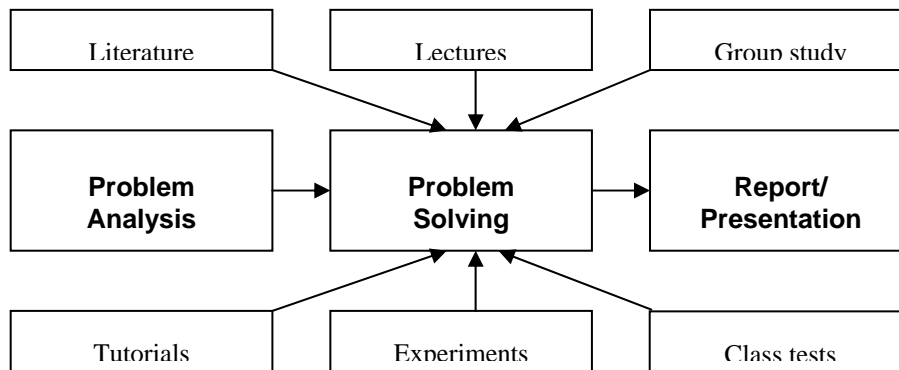 Literature
Lectures
Group study
Problem
Analysis
Problem
Solving
Report/
Presentation
Tutorials
Experiments
Class tests